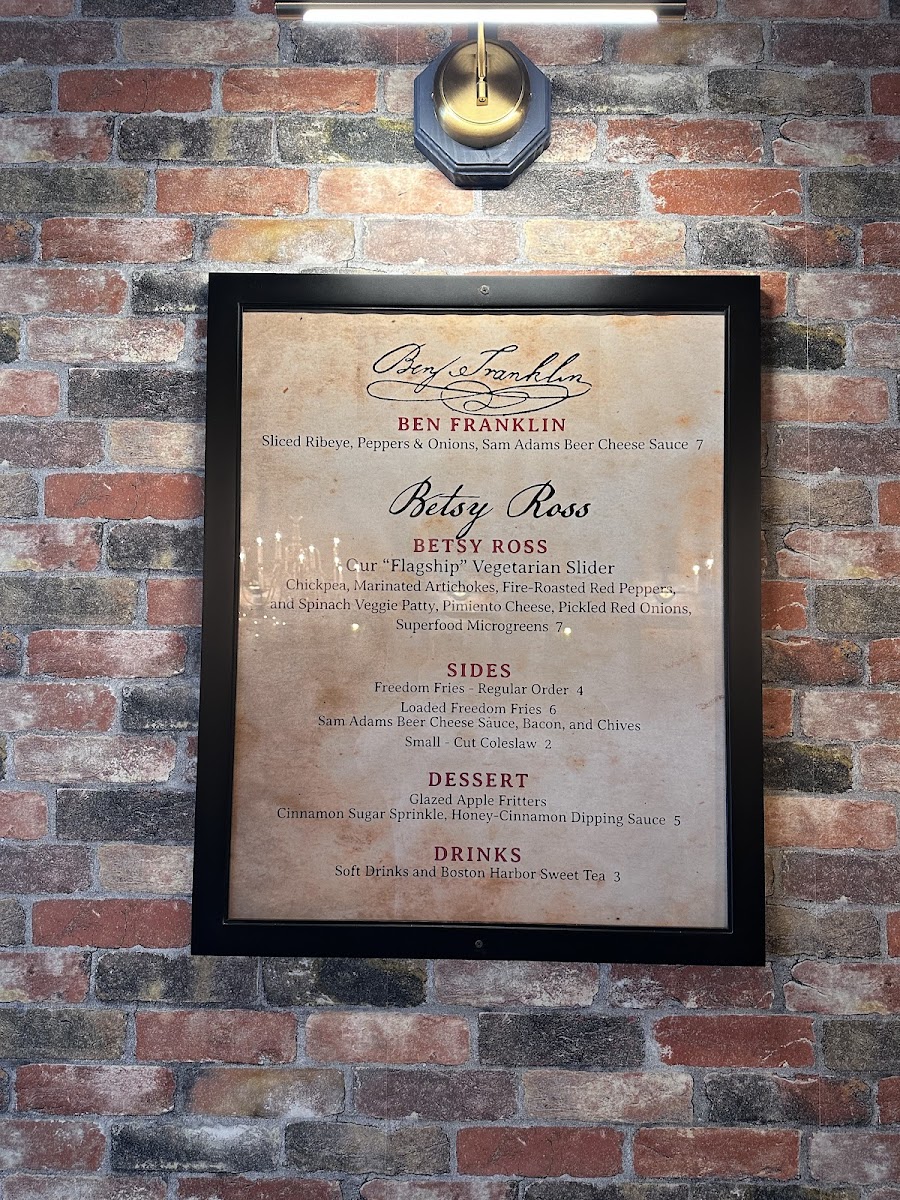 Benj Franklin
BEN FRANKLIN
Sliced Ribeye, Peppers & Onions, Sam Adams Beer Cheese Sauce 7
Betsy Ross
BETSY ROSS
Our “Flagship” Vegetarian Slider
Chickpea, Marinated Artichokes, Fire-Roasted Red Peppers,
and Spinach Veggie Patty, Pimiento Cheese, Pickled Red Onions,
Superfood Microgreens 7
SIDES
Freedom Fries - Regular Order 4
Loaded Freedom Fries 6
Sam Adams Beer Cheese Sauce, Bacon, and Chives
Small - Cut Coleslaw 2
DESSERT
Glazed Apple Fritters
Cinnamon Sugar Sprinkle, Honey-Cinnamon Dipping Sauce 5
DRINKS
Soft Drinks and Boston Harbor Sweet Tea 3